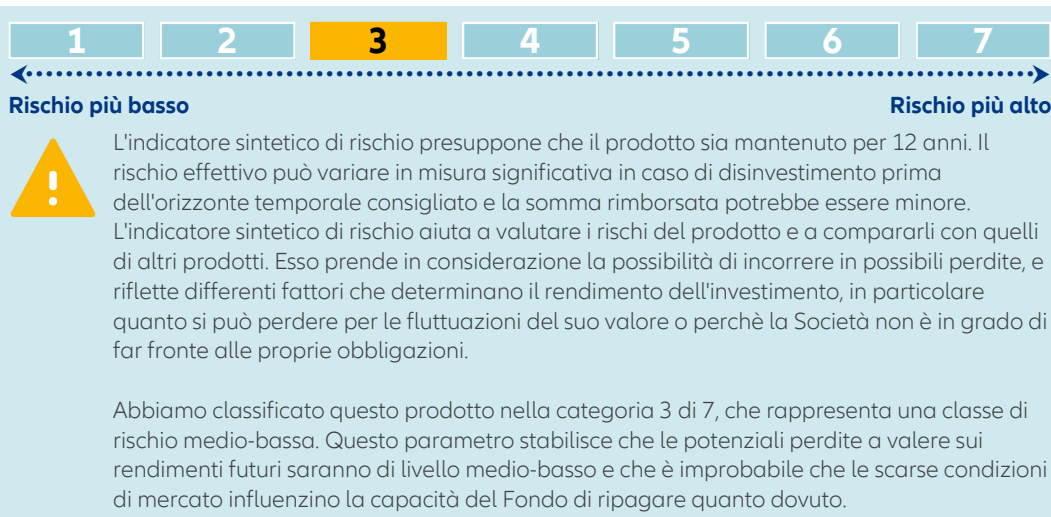 1 2 3 4 5 6 7
Rischio più basso Rischio più alto
L'indicatore sintetico di rischio presuppone che il prodotto sia mantenuto per 12 anni. Il
rischio effettivo può variare in misura significativa in caso di disinvestimento prima
dell'orizzonte temporale consigliato e la somma rimborsata potrebbe essere minore.
L'indicatore sintetico di rischio aiuta a valutare i rischi del prodotto e a compararli con quelli
di altri prodotti. Esso prende in considerazione la possibilità di incorrere in possibili perdite, e
riflette differenti fattori che determinano il rendimento dell'investimento, in particolare
quanto si può perdere per le fluttuazioni del suo valore o perchè la Società non è in grado di
far fronte alle proprie obbligazioni.
Abbiamo classificato questo prodotto nella categoria 3 di 7, che rappresenta una classe di
rischio medio-bassa. Questo parametro stabilisce che le potenziali perdite a valere sui
rendimenti futuri saranno di livello medio-basso e che è improbabile che le scarse condizioni
di mercato influenzino la capacità del Fondo di ripagare quanto dovuto.